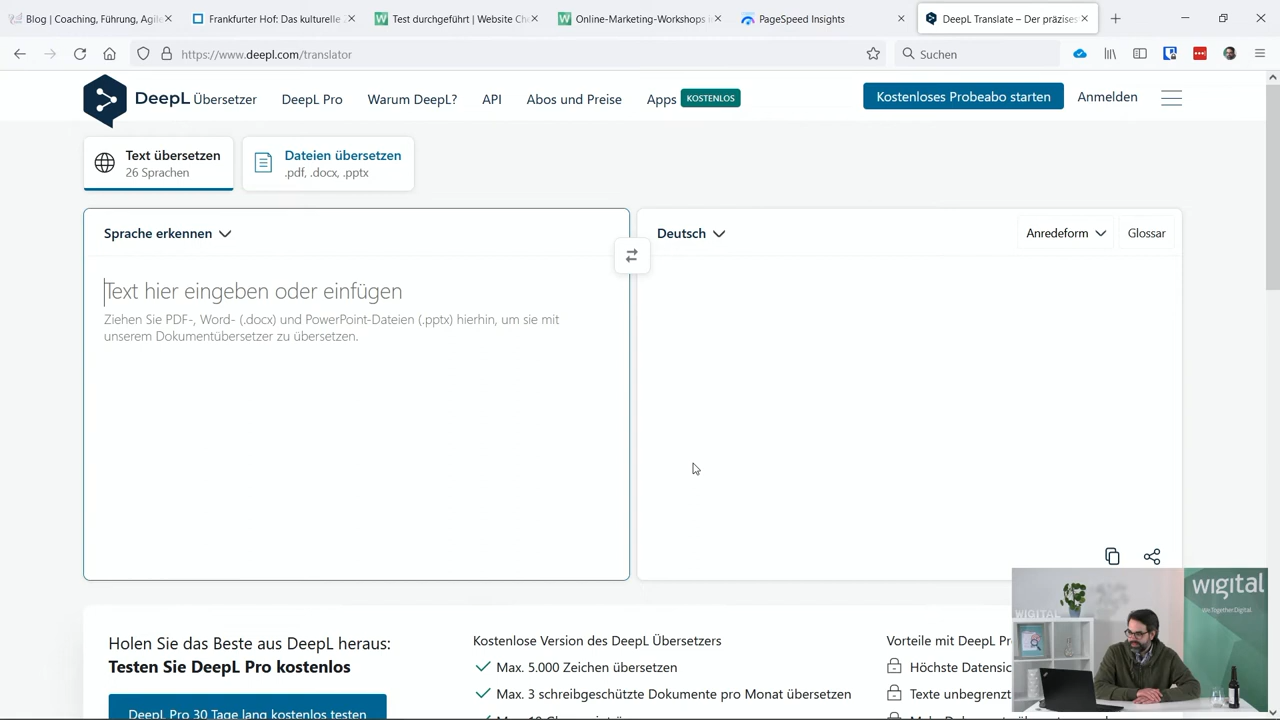 Blog | Coaching, Führung, Agile
Frankfurter Hof: Das kulturelle
Test durchgeführt | Website Che
Online-Marketing-Workshops i
PageSpeed Insights
DeepL Translate – Der präzises
https://www.deepl.com/translator
Suchen
DeepL Übersetzer
DeepL Pro
Warum DeepL?
API
Abos und Preise
Apps KOSTENLOS
Kostenloses Probeabo starten
Anmelden
Text übersetzen
26 Sprachen
Dateien übersetzen
.pdf, .docx, .pptx
Sprache erkennen
Deutsch
Anredeform
Glossar
Text hier eingeben oder einfügen
Ziehen Sie PDF-, Word- (.docx) und PowerPoint-Dateien (.pptx) hierhin, um sie mit
unserem Dokumentübersetzer zu übersetzen.
Holen Sie das Beste aus DeepL heraus:
Testen Sie DeepL Pro kostenlos
DeepL Pro 30 Tage lang kostenlos testen
Kostenlose Version des DeepL Übersetzers
Max. 5.000 Zeichen übersetzen
Max. 3 schreibgeschützte Dokumente pro Monat übersetzen
Vorteile mit DeepL Pr
Höchste Datensic
Texte unbegrenzt
WIGITAL
wigital
WeTogetherDigital